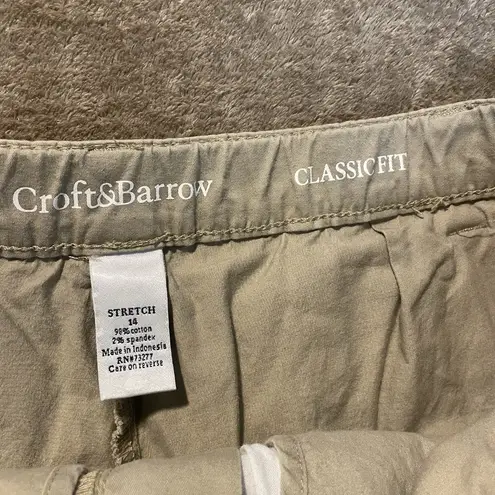 Croft&Barrow
CLASSIC FIT
STRETCH
14
98% cotton
2% spandex
Made in Indonesia
RN#73277
Care on reverse